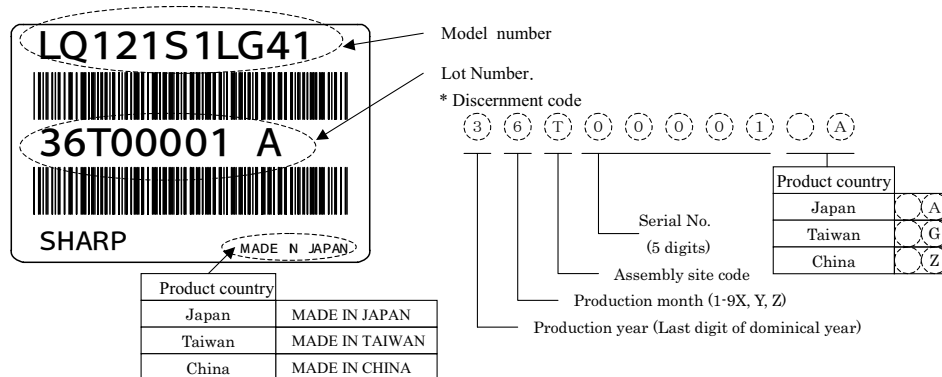 LQ121S1LG41
36T00001 A
SHARP
MADE IN JAPAN
Product country
Japan MADE IN JAPAN
Taiwan MADE IN TAIWAN
China MADE IN CHINA
Model number
Lot Number.
* Discernment code
3 6 T 0 0 0 0 1 A
Product country
Japan A
Taiwan G
China Z
Serial No.
(5 digits)
Assembly site code
Production month (1-9X, Y, Z)
Production year (Last digit of dominical year)